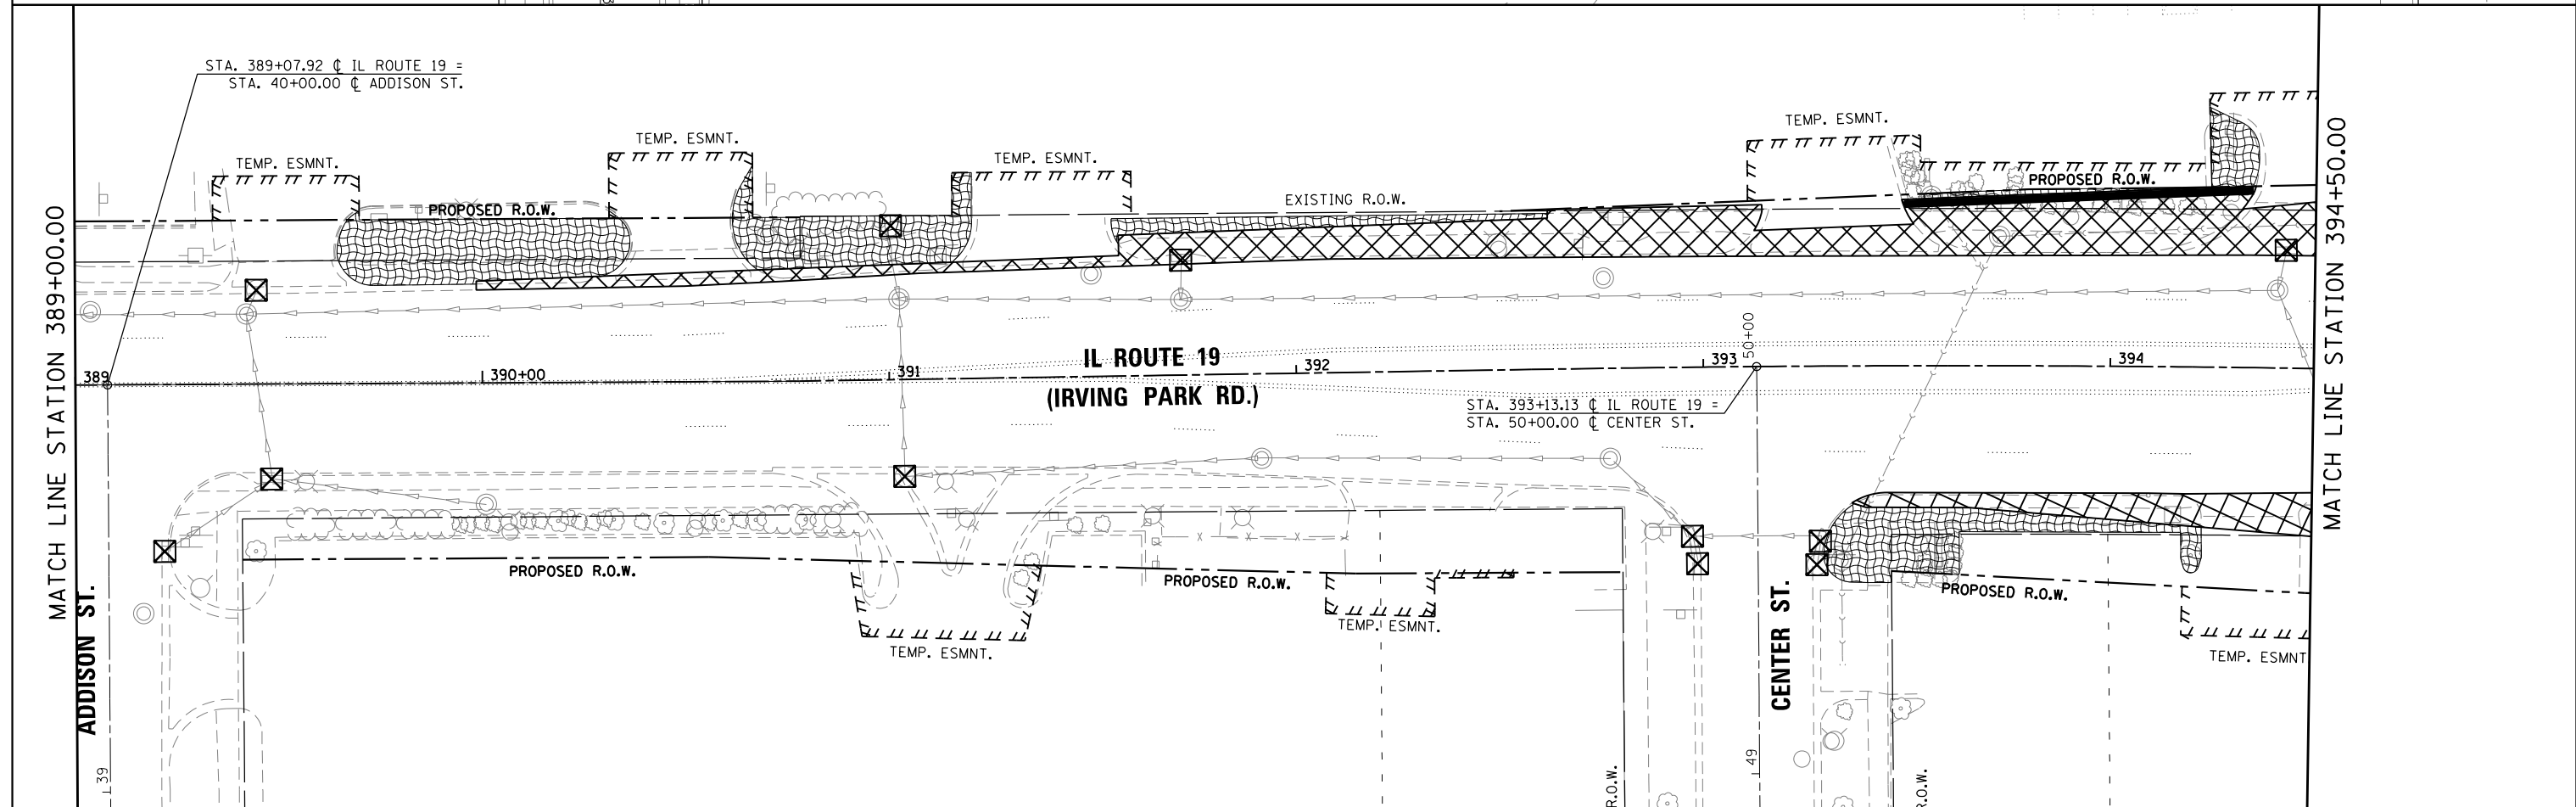 STA. 389+07.92 ℄ IL ROUTE 19 =
STA. 40+00.00 ℄ ADDISON ST.
TEMP. ESMNT.
TEMP. ESMNT.
TEMP. ESMNT.
TEMP. ESMNT.
PROPOSED R.O.W.
EXISTING R.O.W.
PROPOSED R.O.W.
MATCH LINE STATION 389+00.00
MATCH LINE STATION 394+50.00
389
390+00
391
392
393
394
50+00
IL ROUTE 19
(IRVING PARK RD.)
STA. 393+13.13 ℄ IL ROUTE 19 =
STA. 50+00.00 ℄ CENTER ST.
PROPOSED R.O.W.
PROPOSED R.O.W.
PROPOSED R.O.W.
TEMP. ESMNT.
TEMP. ESMNT.
TEMP. ESMNT
ADDISON ST.
CENTER ST.
39
49
R.O.W.
R.O.W.